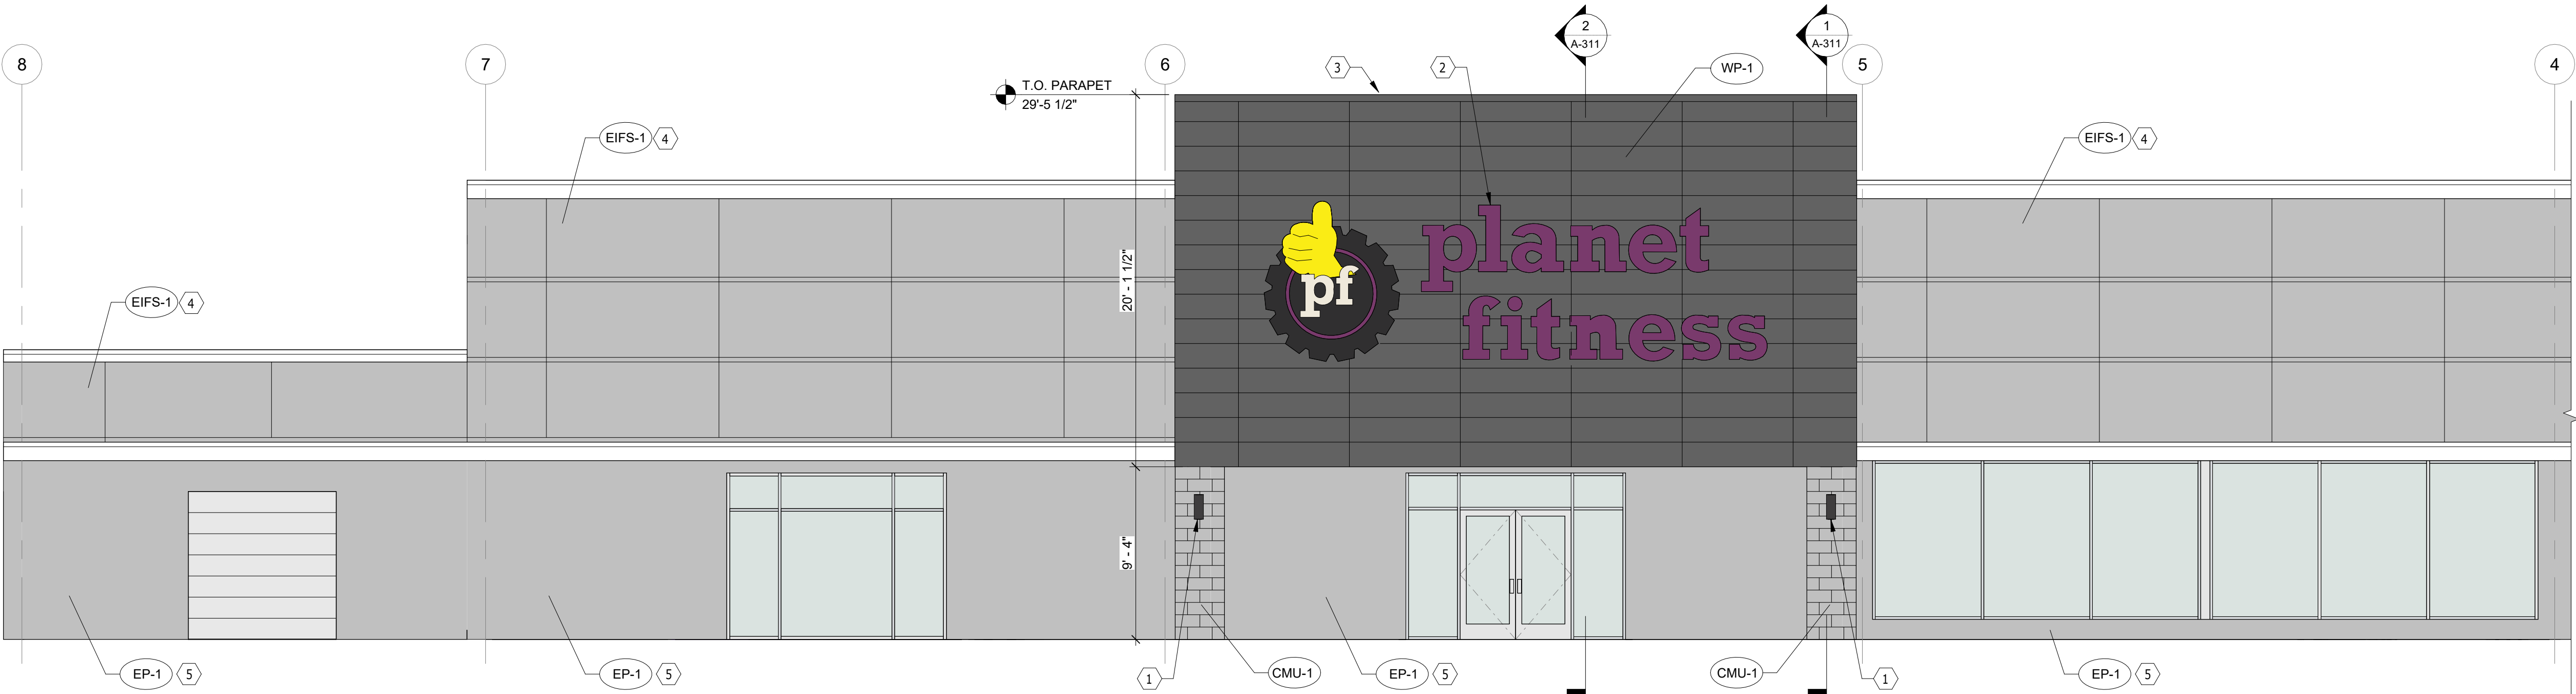 2
A-311
1
A-311
8
7
6
5
4
T.O. PARAPET
29'-5 1/2"
3
2
WP-1
EIFS-1 4
EIFS-1 4
EIFS-1 4
20' - 1 1/2"
planet
fitness
pf
9' - 4"
EP-1 5
EP-1 5
1
CMU-1
EP-1 5
CMU-1
1
EP-1 5